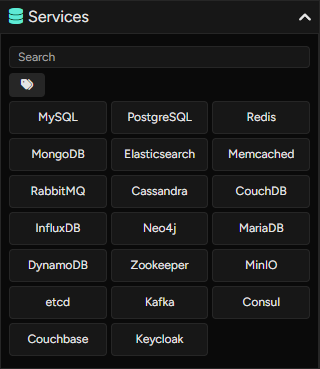 Services
Search
MySQL PostgreSQL Redis
MongoDB Elasticsearch Memcached
RabbitMQ Cassandra CouchDB
InfluxDB Neo4j MariaDB
DynamoDB Zookeeper MinIO
etcd Kafka Consul
Couchbase Keycloak